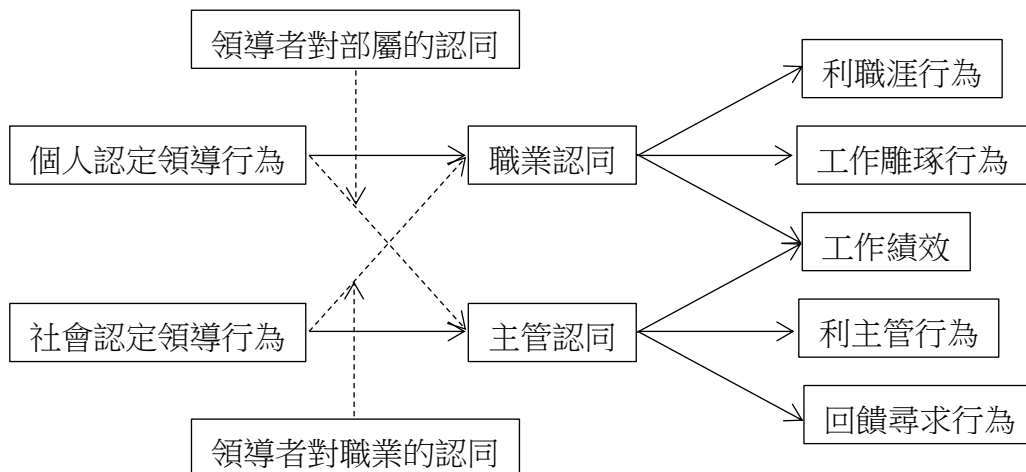 領導者對部屬的認同
利職涯行為
個人認定領導行為
職業認同
工作雕琢行為
工作績效
社會認定領導行為
主管認同
利主管行為
回饋尋求行為
領導者對職業的認同